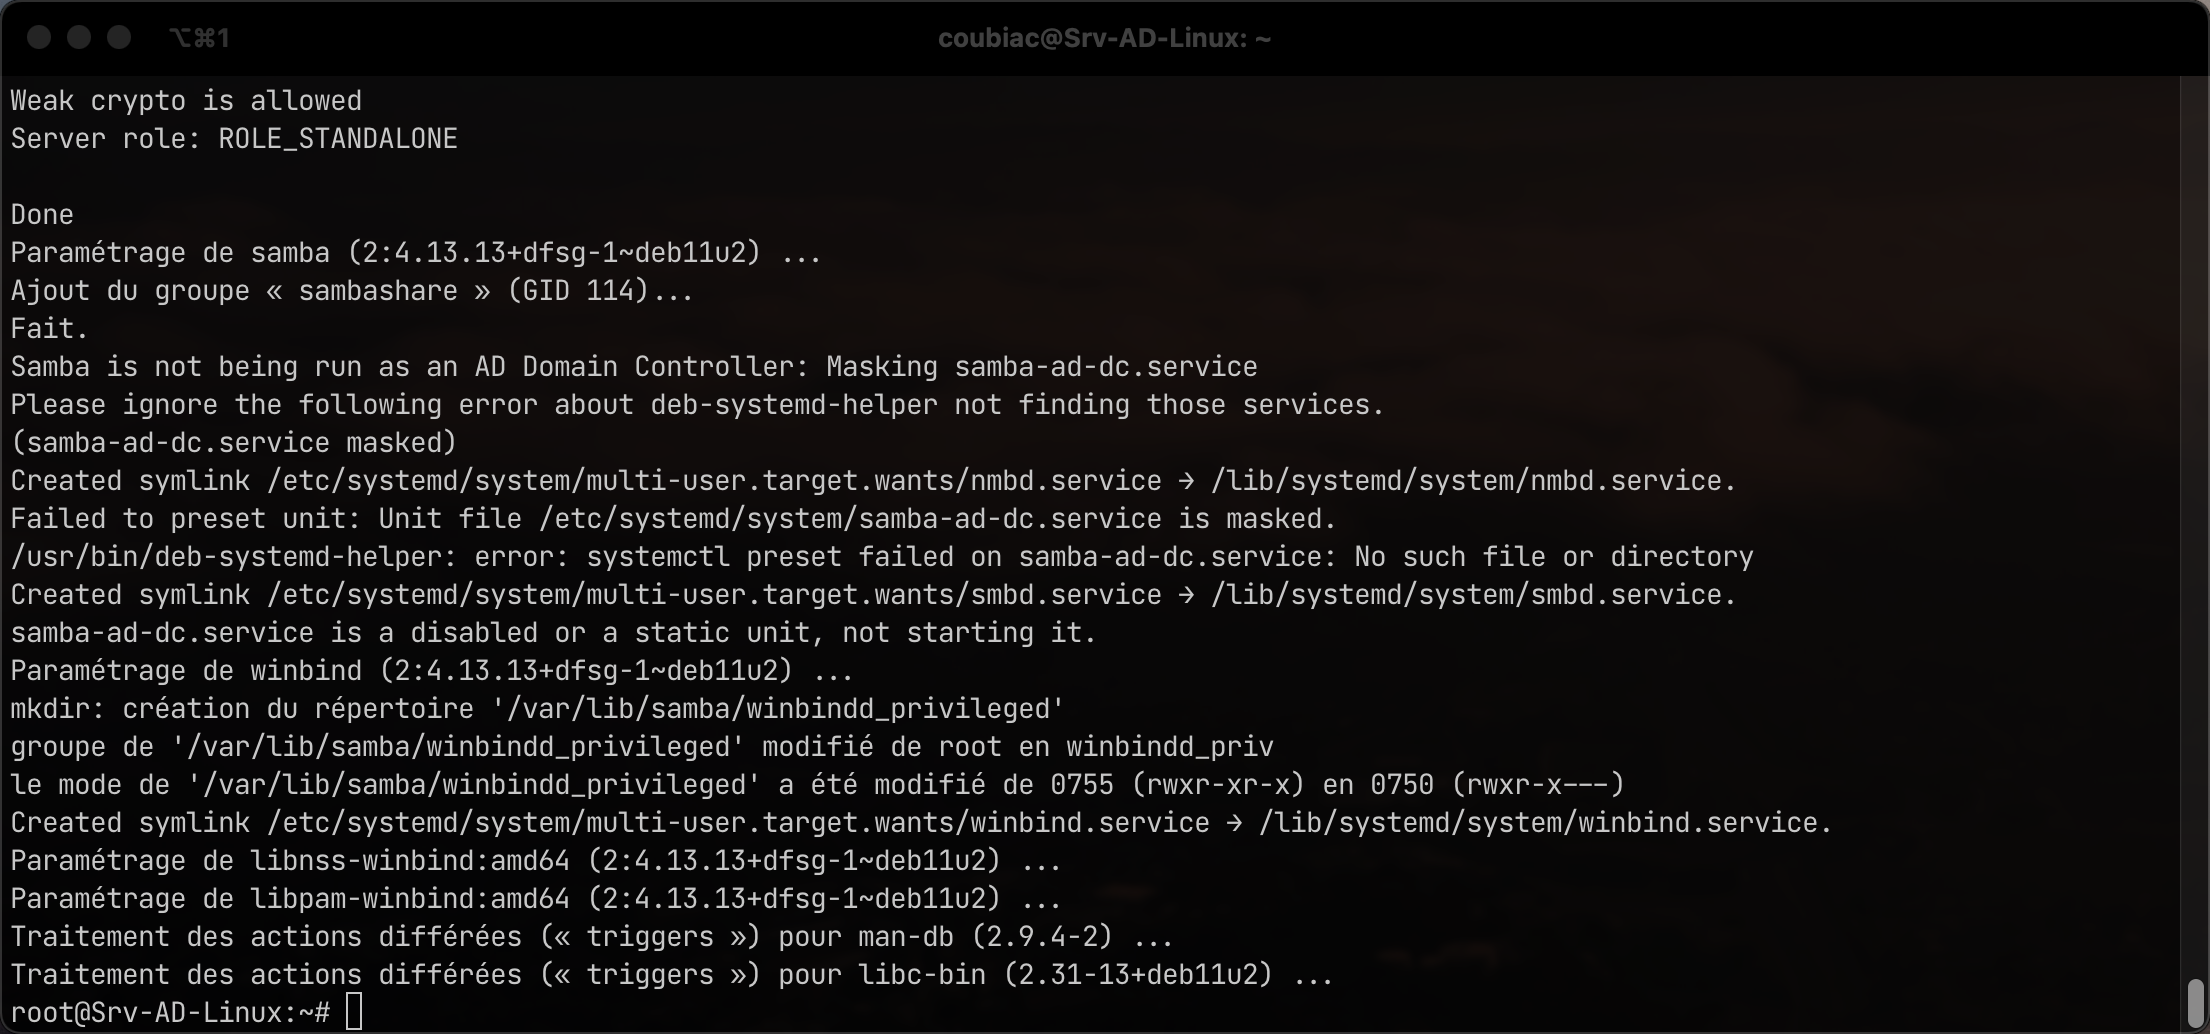 ⌥⌘1
coubiac@Srv-AD-Linux: ~
Weak crypto is allowed
Server role: ROLE_STANDALONE

Done
Paramétrage de samba (2:4.13.13+dfsg-1~deb11u2) ...
Ajout du groupe « sambashare » (GID 114)...
Fait.
Samba is not being run as an AD Domain Controller: Masking samba-ad-dc.service
Please ignore the following error about deb-systemd-helper not finding those services.
(samba-ad-dc.service masked)
Created symlink /etc/systemd/system/multi-user.target.wants/nmbd.service → /lib/systemd/system/nmbd.service.
Failed to preset unit: Unit file /etc/systemd/system/samba-ad-dc.service is masked.
/usr/bin/deb-systemd-helper: error: systemctl preset failed on samba-ad-dc.service: No such file or directory
Created symlink /etc/systemd/system/multi-user.target.wants/smbd.service → /lib/systemd/system/smbd.service.
samba-ad-dc.service is a disabled or a static unit, not starting it.
Paramétrage de winbind (2:4.13.13+dfsg-1~deb11u2) ...
mkdir: création du répertoire '/var/lib/samba/winbindd_privileged'
groupe de '/var/lib/samba/winbindd_privileged' modifié de root en winbindd_priv
le mode de '/var/lib/samba/winbindd_privileged' a été modifié de 0755 (rwxr-xr-x) en 0750 (rwxr-x---)
Created symlink /etc/systemd/system/multi-user.target.wants/winbind.service → /lib/systemd/system/winbind.service.
Paramétrage de libnss-winbind:amd64 (2:4.13.13+dfsg-1~deb11u2) ...
Paramétrage de libpam-winbind:amd64 (2:4.13.13+dfsg-1~deb11u2) ...
Traitement des actions différées (« triggers ») pour man-db (2.9.4-2) ...
Traitement des actions différées (« triggers ») pour libc-bin (2.31-13+deb11u2) ...
root@Srv-AD-Linux:~#